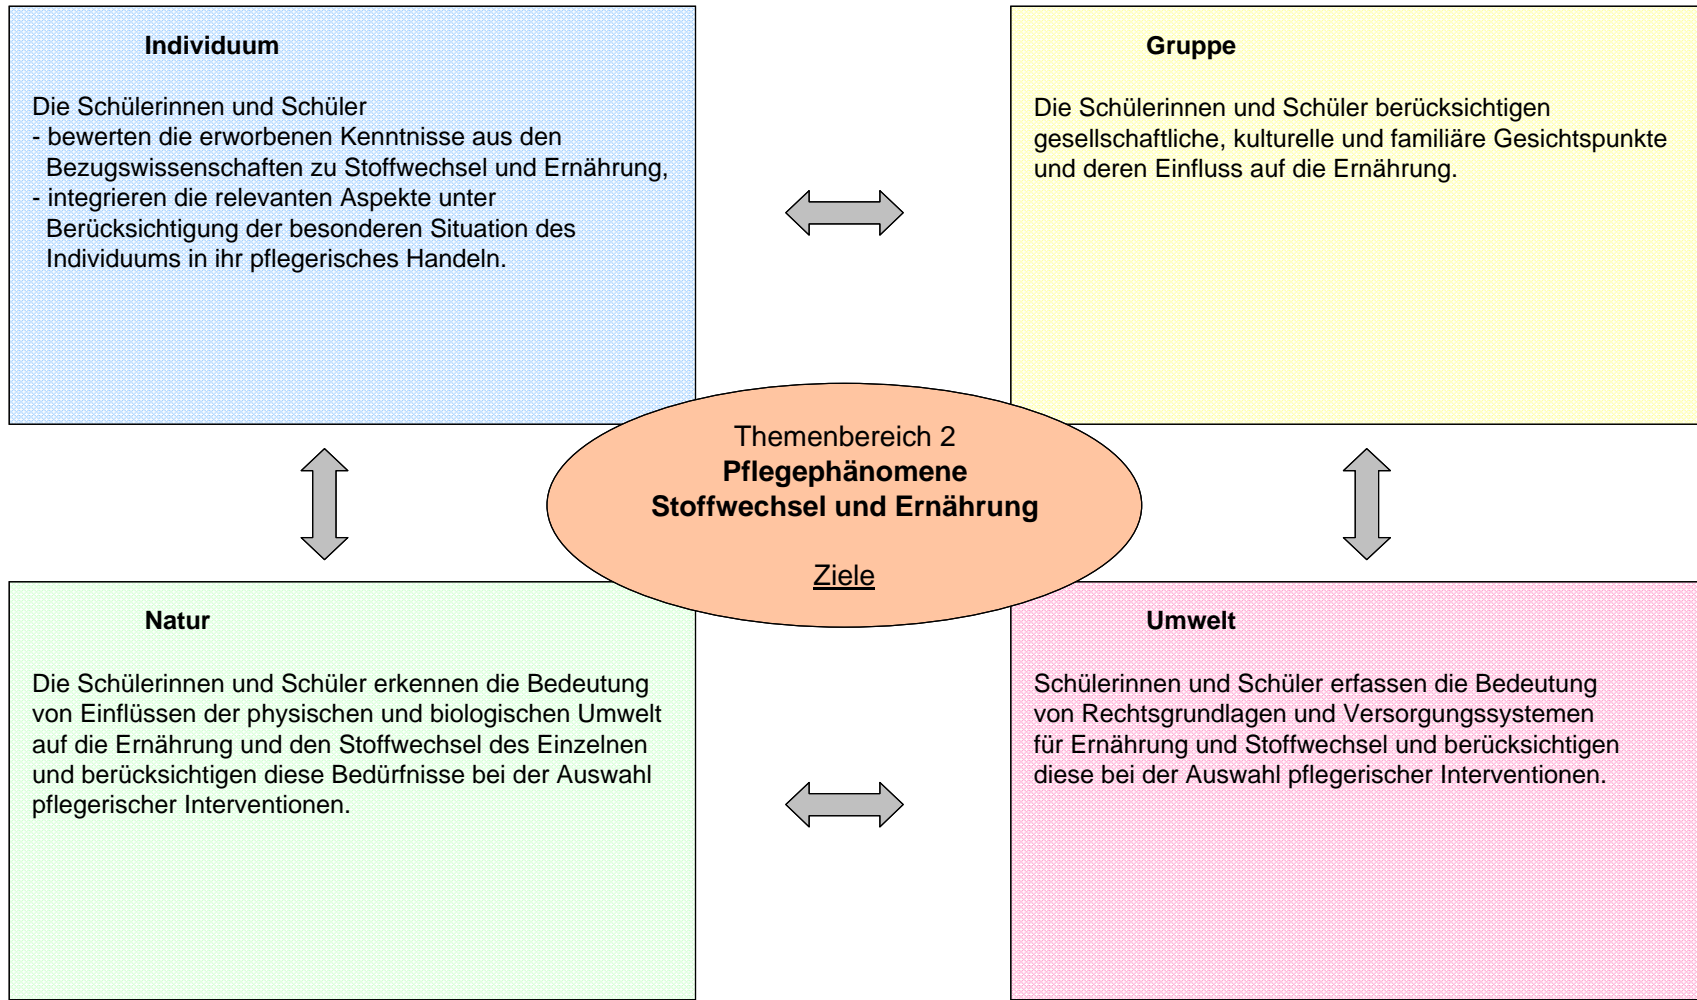 Individuum
Die Schülerinnen und Schüler
- bewerten die erworbenen Kenntnisse aus den
Bezugswissenschaften zu Stoffwechsel und Ernährung,
- integrieren die relevanten Aspekte unter
Berücksichtigung der besonderen Situation des
Individuums in ihr pflegerisches Handeln.
Gruppe
Die Schülerinnen und Schüler berücksichtigen
gesellschaftliche, kulturelle und familiäre Gesichtspunkte
und deren Einfluss auf die Ernährung.
Themenbereich 2
Pflegephänomene
Stoffwechsel und Ernährung
Ziele
Natur
Die Schülerinnen und Schüler erkennen die Bedeutung
von Einflüssen der physischen und biologischen Umwelt
auf die Ernährung und den Stoffwechsel des Einzelnen
und berücksichtigen diese Bedürfnisse bei der Auswahl
pflegerischer Interventionen.
Umwelt
Schülerinnen und Schüler erfassen die Bedeutung
von Rechtsgrundlagen und Versorgungssystemen
für Ernährung und Stoffwechsel und berücksichtigen
diese bei der Auswahl pflegerischer Interventionen.